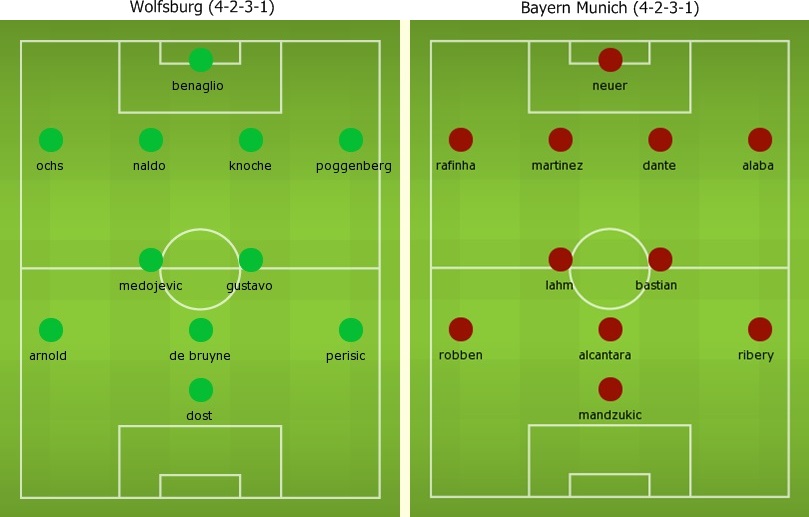 Wolfsburg (4-2-3-1)
benaglio
ochs naldo knoche poggenberg
medojevic gustavo
arnold de bruyne perisic
dost
Bayern Munich (4-2-3-1)
neuer
rafinha martinez dante alaba
lahm bastian
robben alcantara ribery
mandzukic